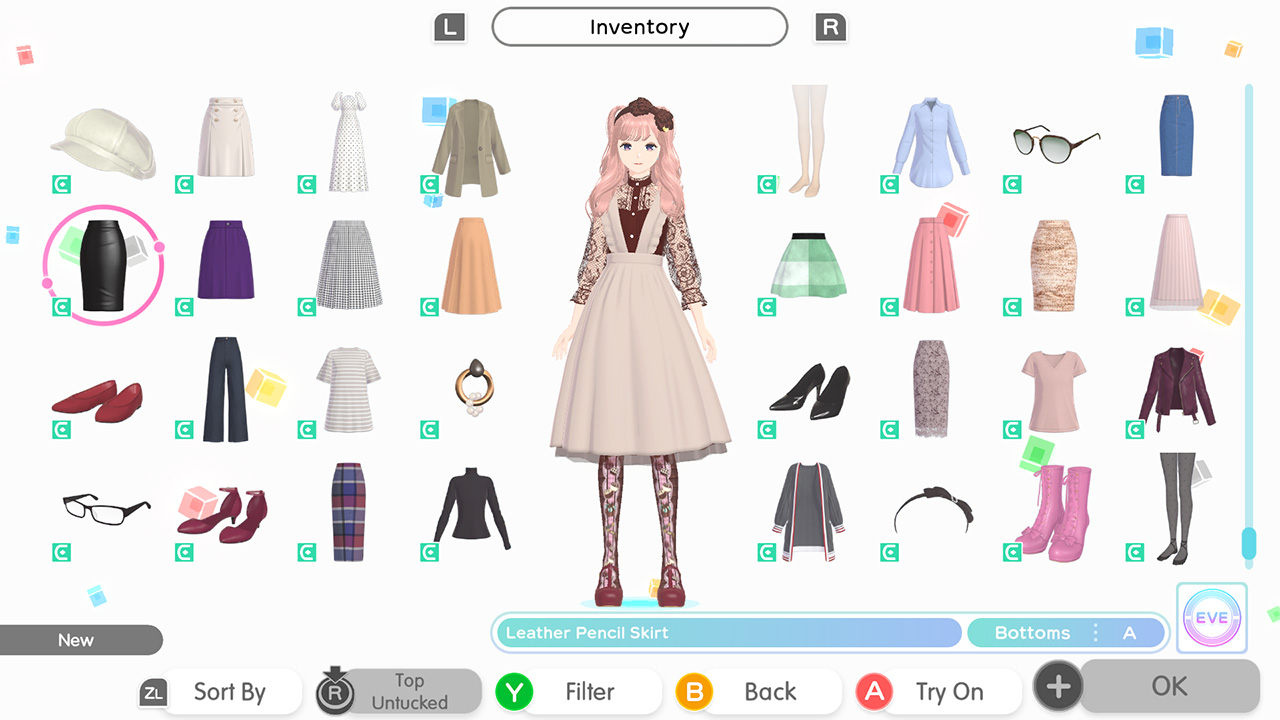 L Inventory R
Leather Pencil Skirt Bottoms A
EVE
New
ZL Sort By
R Top
Untucked
Y Filter
B Back
A Try On
+ OK